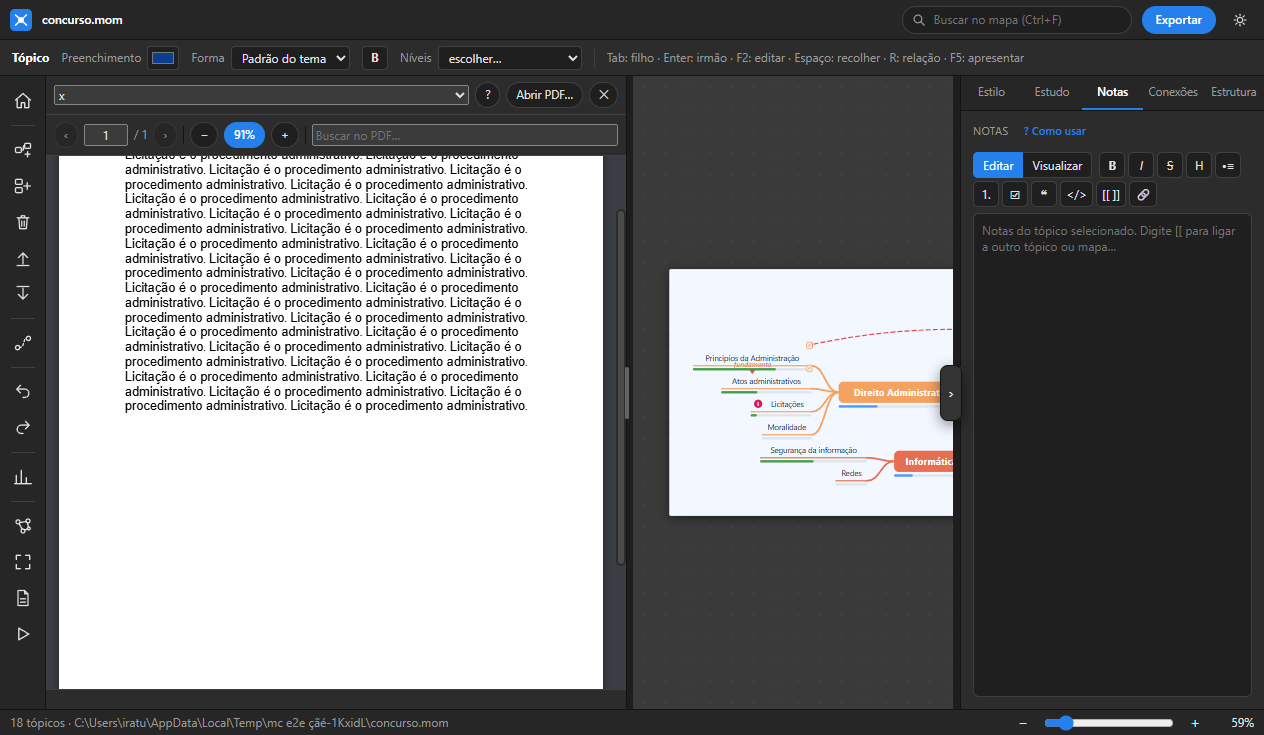 concurso.mom
Buscar no mapa (Ctrl+F)
Exportar
Tópico
Preenchimento
Forma
Padrão do tema
B
Níveis
escolher...
Tab: filho · Enter: irmão · F2: editar · Espaço: recolher · R: relação · F5: apresentar
x
?
Abrir PDF...
1
/ 1
91%
Buscar no PDF...
Licitação é o procedimento administrativo. Licitação é o procedimento
administrativo. Licitação é o procedimento administrativo. Licitação é o
procedimento administrativo. Licitação é o procedimento administrativo.
Licitação é o procedimento administrativo. Licitação é o procedimento
administrativo. Licitação é o procedimento administrativo. Licitação é o
procedimento administrativo. Licitação é o procedimento administrativo.
Licitação é o procedimento administrativo. Licitação é o procedimento
administrativo. Licitação é o procedimento administrativo. Licitação é o
procedimento administrativo. Licitação é o procedimento administrativo.
Licitação é o procedimento administrativo. Licitação é o procedimento
administrativo. Licitação é o procedimento administrativo. Licitação é o
procedimento administrativo. Licitação é o procedimento administrativo.
Licitação é o procedimento administrativo. Licitação é o procedimento
administrativo. Licitação é o procedimento administrativo. Licitação é o
procedimento administrativo. Licitação é o procedimento administrativo.
Licitação é o procedimento administrativo. Licitação é o procedimento
administrativo. Licitação é o procedimento administrativo. Licitação é o
procedimento administrativo. Licitação é o procedimento administrativo.
Princípios da Administração
fundamenta
Atos administrativos
Licitações
Moralidade
Direito Administrat
Segurança da informação
Redes
Informática
Estilo
Estudo
Notas
Conexões
Estrutura
NOTAS
? Como usar
Editar
Visualizar
B
I
S
H
1.
❝
</>
[[ ]]
Notas do tópico selecionado. Digite [[ para ligar
a outro tópico ou mapa...
18 tópicos · C:\Users\iratu\AppData\Local\Temp\mc e2e çãé-1KxidL\concurso.mom
59%